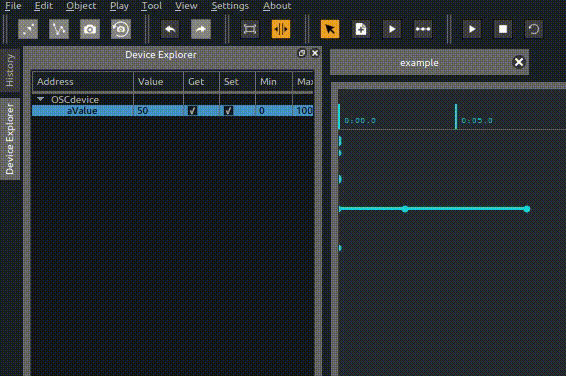 File Edit Object Play Tool View Settings About
Device Explorer
example
History
Device Explorer
Address Value Get Set Min Max
OSCdevice
aValue 50 0 100
0:00.0 0:05.0